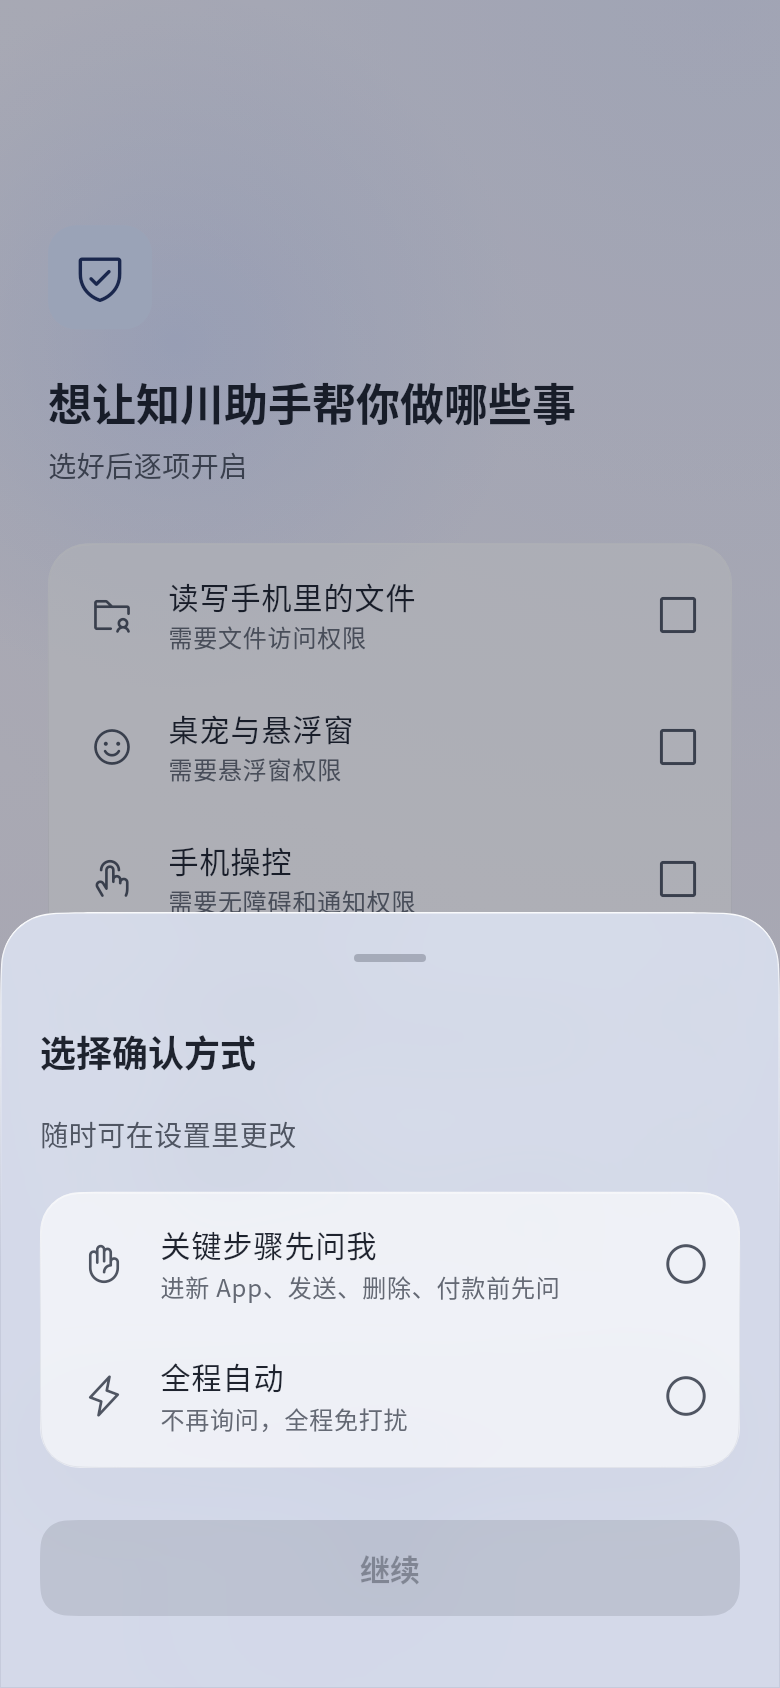 想让知川助手帮你做哪些事
选好后逐项开启
读写手机里的文件
需要文件访问权限
桌宠与悬浮窗
需要悬浮窗权限
手机操控
需要无障碍和通知权限
选择确认方式
随时可在设置里更改
关键步骤先问我
进新 App、发送、删除、付款前先问
全程自动
不再询问，全程免打扰
继续